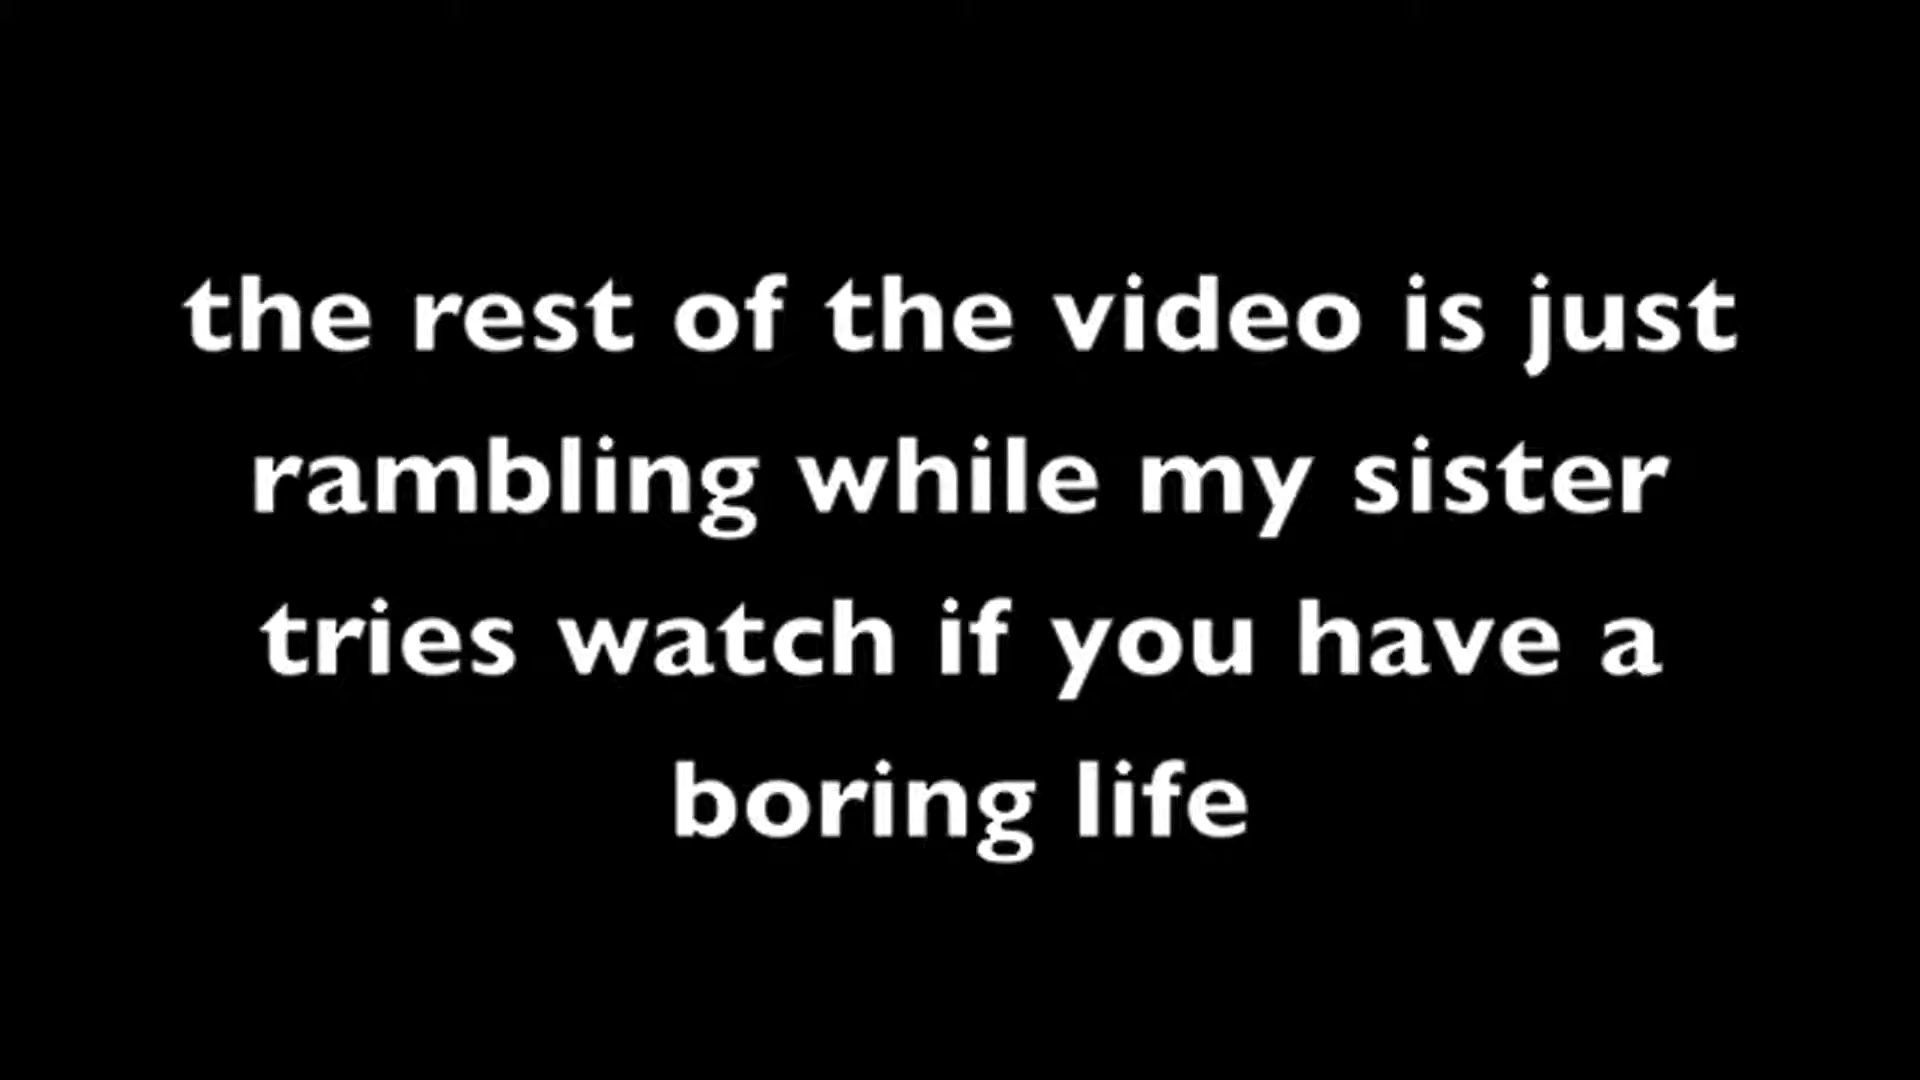 the rest of the video is just
rambling while my sister
tries watch if you have a
boring life